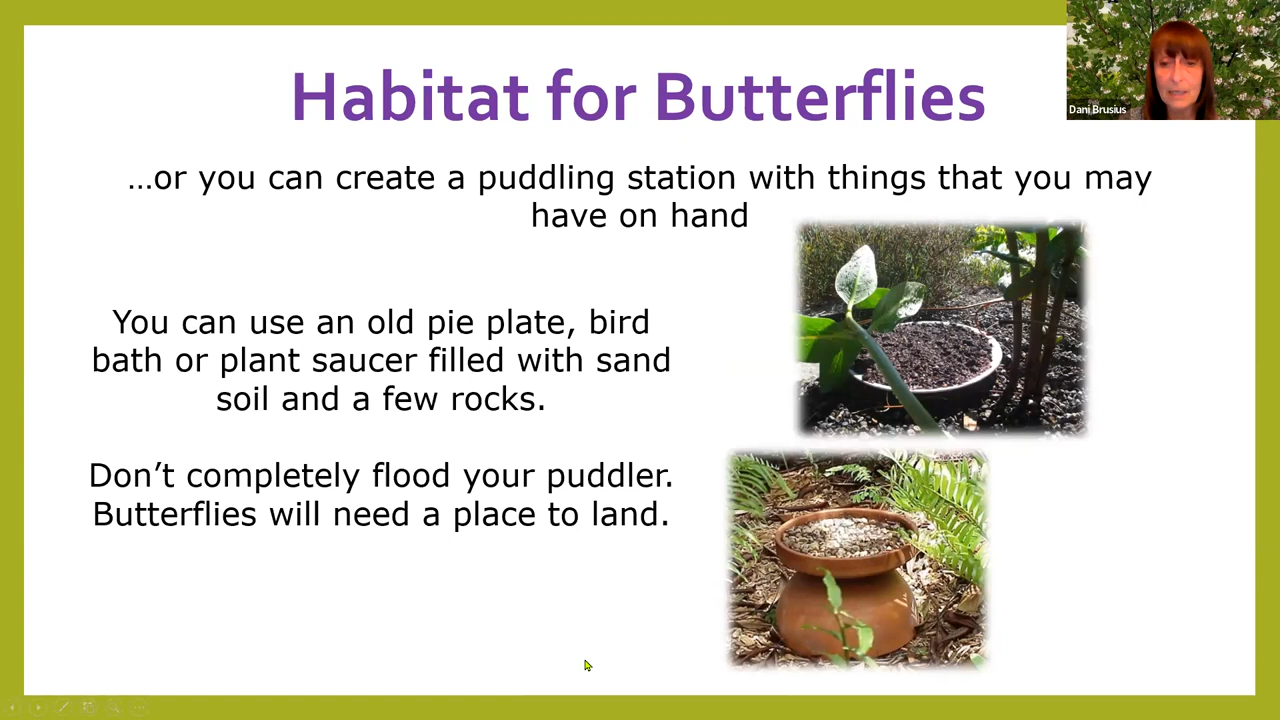 Habitat for Butterflies
Dani Brusius
…or you can create a puddling station with things that you may
have on hand
You can use an old pie plate, bird
bath or plant saucer filled with sand
soil and a few rocks.
Don’t completely flood your puddler.
Butterflies will need a place to land.